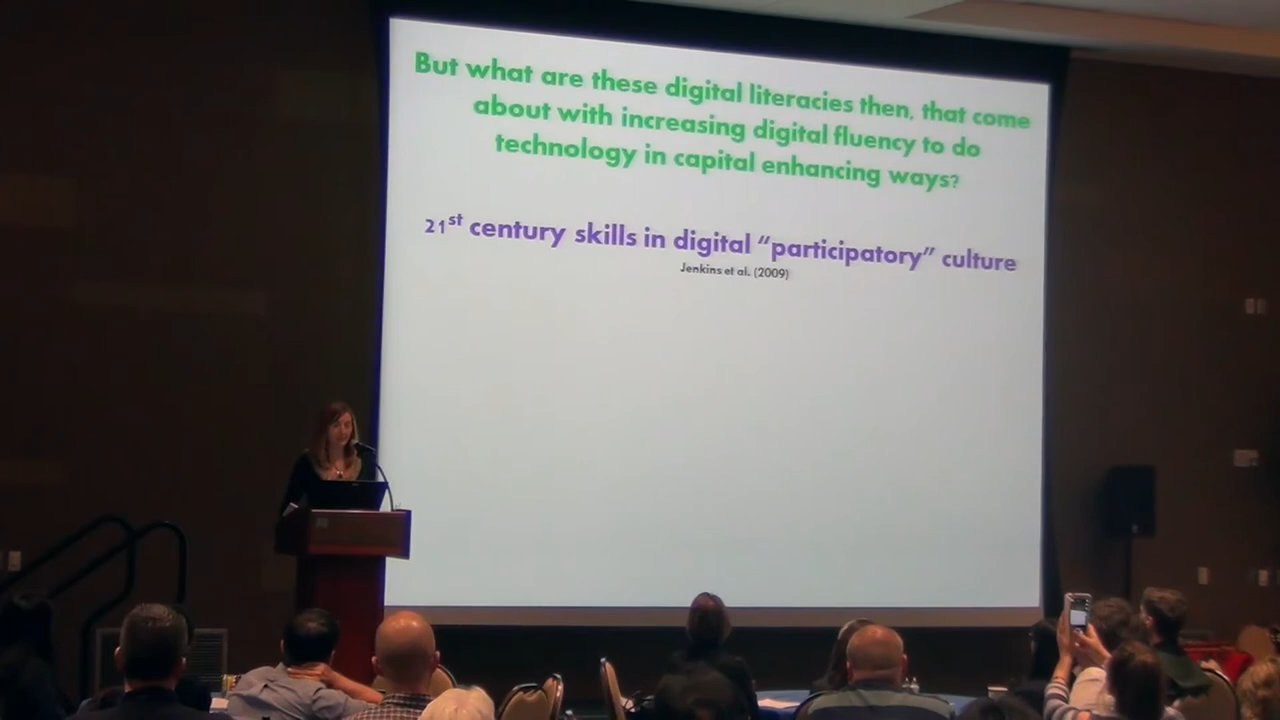 But what are these digital literacies then, that come
about with increasing digital fluency to do
technology in capital enhancing ways?
21st century skills in digital “participatory” culture
Jenkins et al. (2009)